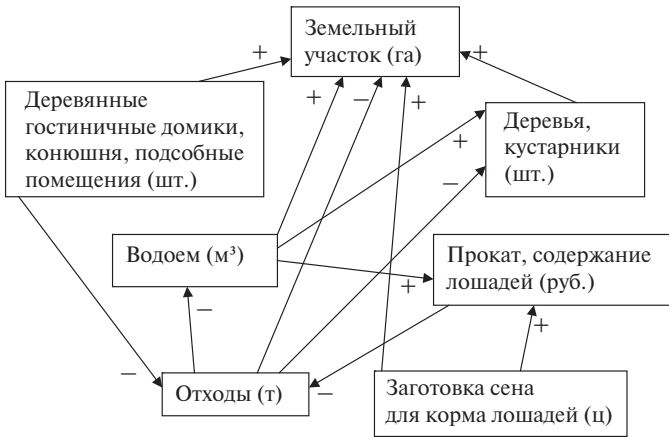 Земельный
участок (га)
+
+
+
–
+
Деревянные
гостиничные домики,
конюшня, подсобные
помещения (шт.)
Деревья,
кустарники
(шт.)
+
–
Водоем (м³)
Прокат, содержание
лошадей (руб.)
+
–
+
–
Отходы (т)
–
Заготовка сена
для корма лошадей (ц)